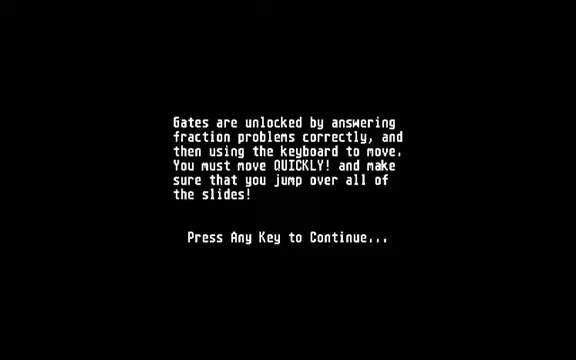 Gates are unlocked by answering
fraction problems correctly, and
then using the keyboard to move.
You must move QUICKLY! and make
sure that you jump over all of
the slides!
Press Any Key to Continue...